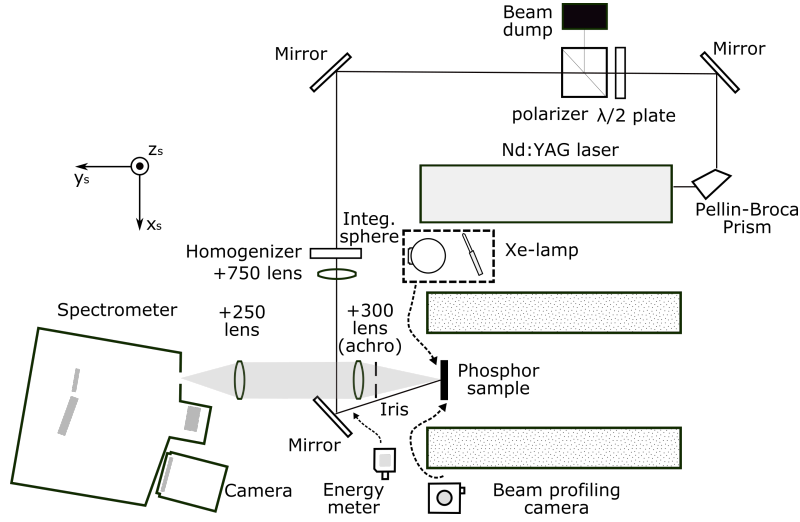 Beam
dump
Mirror
Mirror
polarizer
λ/2 plate
Nd:YAG laser
Pellin-Broca
Prism
zs
ys
xs
Integ.
sphere
Homogenizer
+750 lens
Xe-lamp
Spectrometer
+250
lens
+300
lens
(achro)
Phosphor
sample
Iris
Mirror
Camera
Energy
meter
Beam profiling
camera